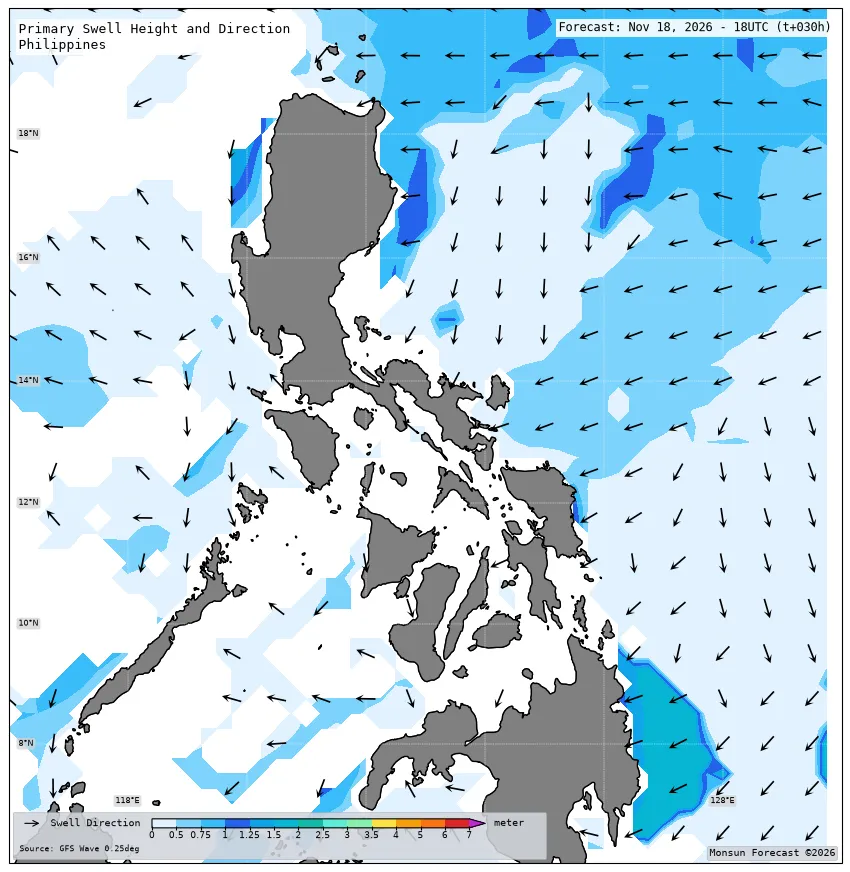 Primary Swell Height and Direction
Philippines
Forecast: Nov 18, 2026 - 18UTC (t+030h)
18°N
16°N
14°N
12°N
10°N
8°N
118°E
128°E
Swell Direction
meter
0 0.5 0.75 1 1.25 1.5 2 2.5 3 3.5 4 5 6 7
Source: GFS Wave 0.25deg
Monsun Forecast ©2026